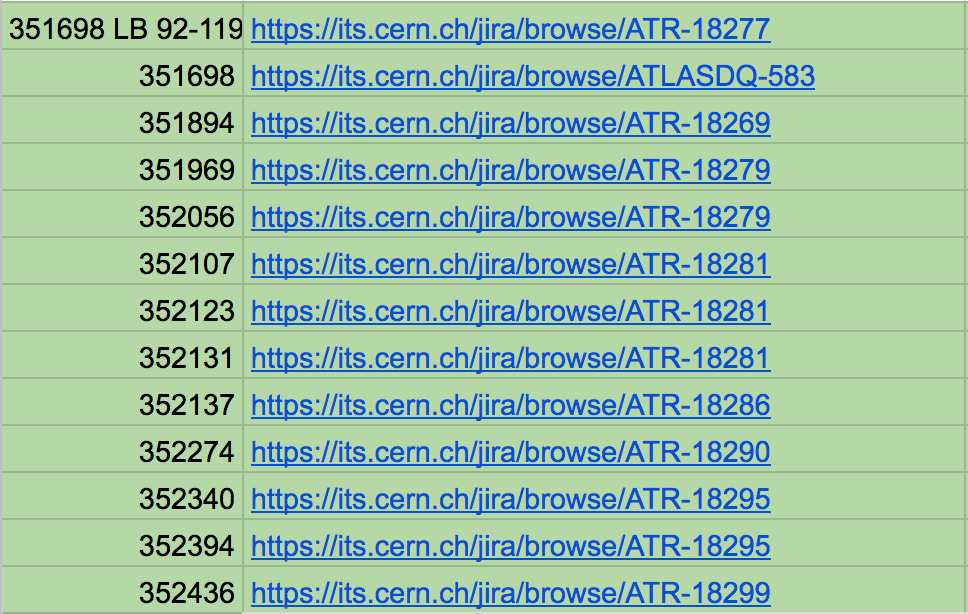 351698 LB 92-119 https://its.cern.ch/jira/browse/ATR-18277
351698 https://its.cern.ch/jira/browse/ATLASDQ-583
351894 https://its.cern.ch/jira/browse/ATR-18269
351969 https://its.cern.ch/jira/browse/ATR-18279
352056 https://its.cern.ch/jira/browse/ATR-18279
352107 https://its.cern.ch/jira/browse/ATR-18281
352123 https://its.cern.ch/jira/browse/ATR-18281
352131 https://its.cern.ch/jira/browse/ATR-18281
352137 https://its.cern.ch/jira/browse/ATR-18286
352274 https://its.cern.ch/jira/browse/ATR-18290
352340 https://its.cern.ch/jira/browse/ATR-18295
352394 https://its.cern.ch/jira/browse/ATR-18295
352436 https://its.cern.ch/jira/browse/ATR-18299